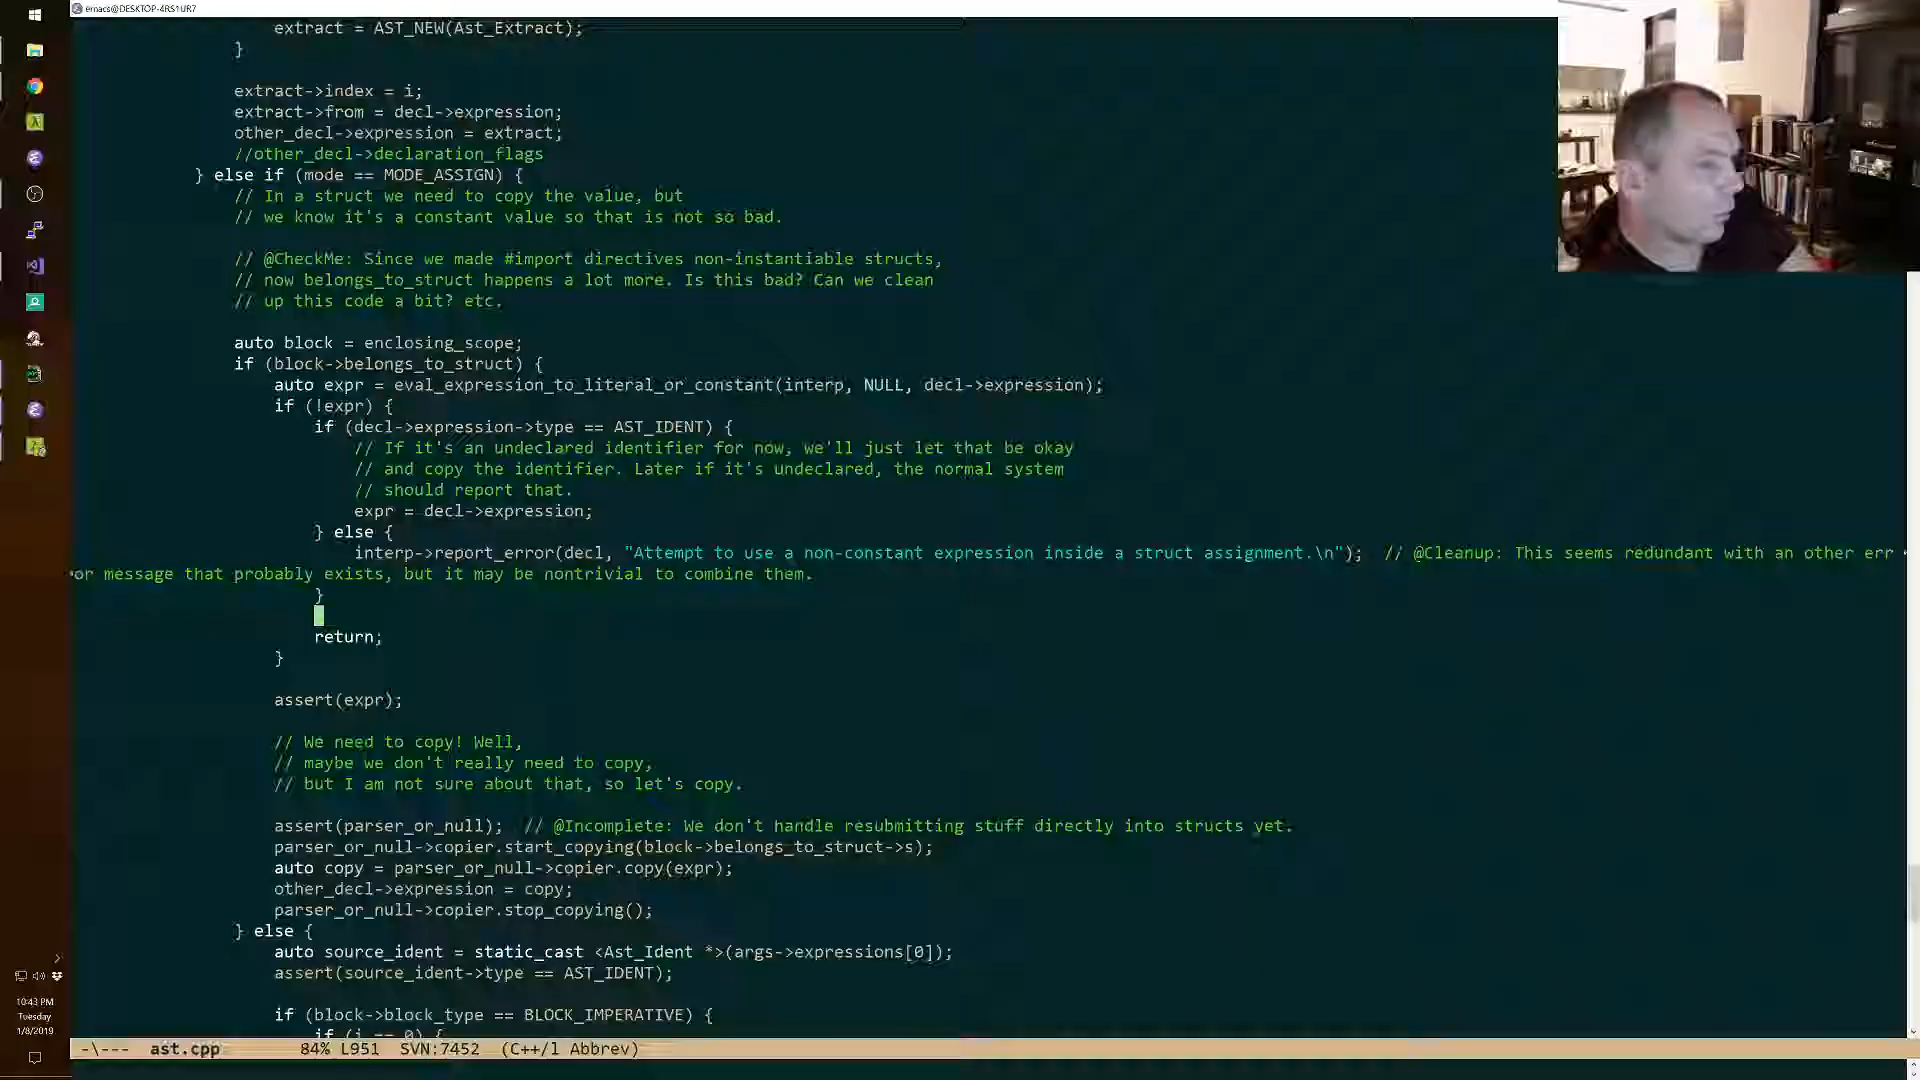 emacs@DESKTOP-4RS1UR7
extract = AST_NEW(Ast_Extract);
}
extract->index = i;
extract->from = decl->expression;
other_decl->expression = extract;
//other_decl->declaration_flags
} else if (mode == MODE_ASSIGN) {
// In a struct we need to copy the value, but
// we know it's a constant value so that is not so bad.
// @CheckMe: Since we made #import directives non-instantiable structs,
// now belongs_to_struct happens a lot more. Is this bad? Can we clean
// up this code a bit? etc.
auto block = enclosing_scope;
if (block->belongs_to_struct) {
auto expr = eval_expression_to_literal_or_constant(interp, NULL, decl->expression);
if (!expr) {
if (decl->expression->type == AST_IDENT) {
// If it's an undeclared identifier for now, we'll just let that be okay
// and copy the identifier. Later if it's undeclared, the normal system
// should report that.
expr = decl->expression;
} else {
interp->report_error(decl, "Attempt to use a non-constant expression inside a struct assignment.\n");  // @Cleanup: This seems redundant with an other err
or message that probably exists, but it may be nontrivial to combine them.
}
return;
}
assert(expr);
// We need to copy! Well,
// maybe we don't really need to copy,
// but I am not sure about that, so let's copy.
assert(parser_or_null);  // @Incomplete: We don't handle resubmitting stuff directly into structs yet.
parser_or_null->copier.start_copying(block->belongs_to_struct->s);
auto copy = parser_or_null->copier.copy(expr);
other_decl->expression = copy;
parser_or_null->copier.stop_copying();
} else {
auto source_ident = static_cast <Ast_Ident *>(args->expressions[0]);
assert(source_ident->type == AST_IDENT);
if (block->block_type == BLOCK_IMPERATIVE) {
if (i == 0) {
-\--- ast.cpp 84% L951 SVN:7452 (C++/l Abbrev)
10:43 PM
Tuesday
1/8/2019